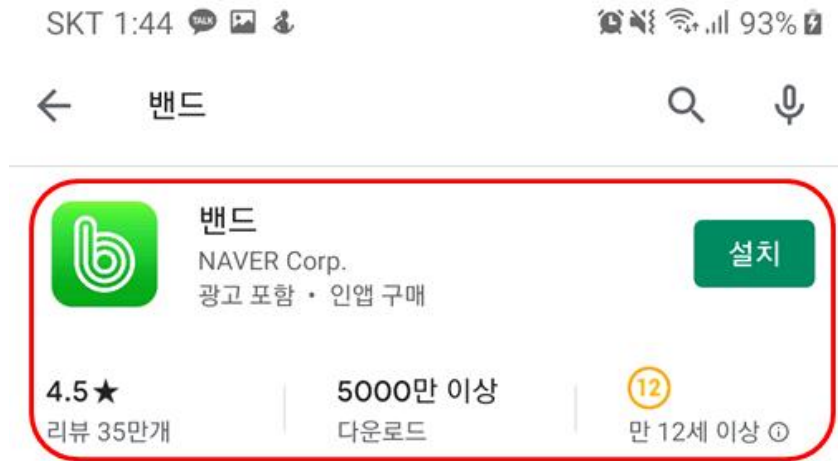 SKT 1:44 TALK 93%
밴드
밴드
NAVER Corp.
광고 포함 • 인앱 구매
설치
4.5★ 5000만 이상 12
리뷰 35만개 다운로드 만 12세 이상